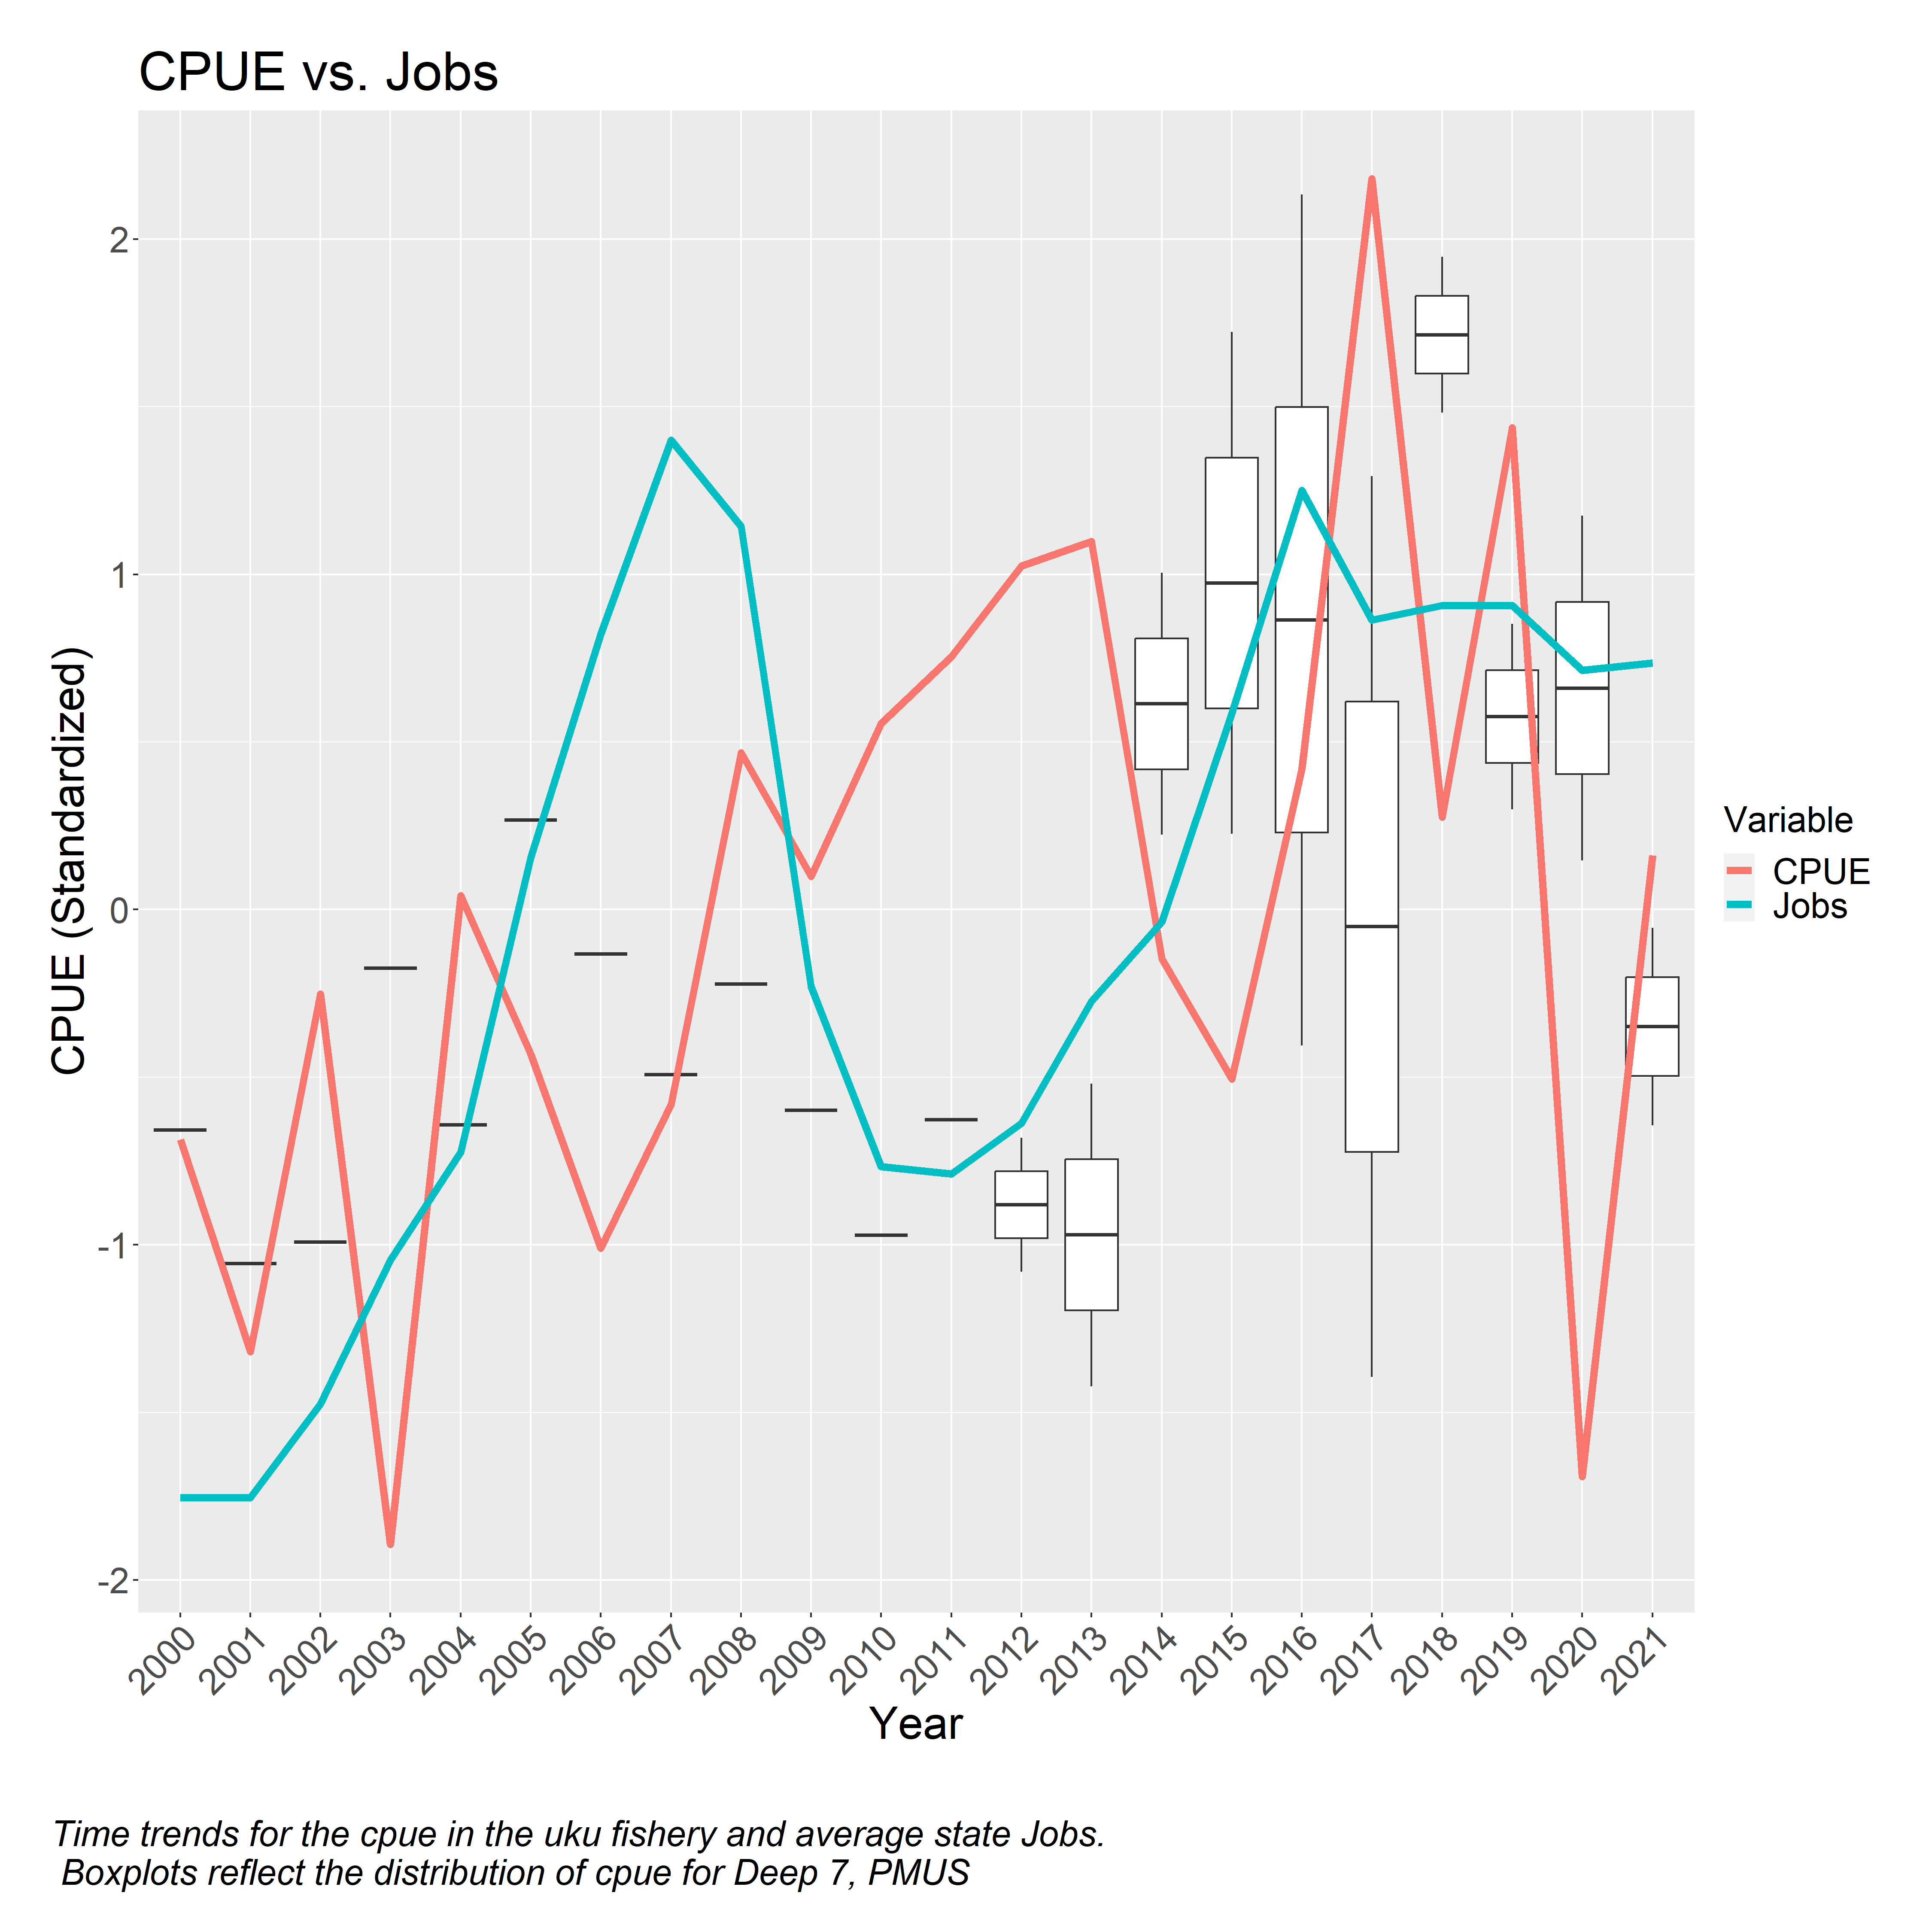 CPUE vs. Jobs
CPUE (Standardized)
2
1
0
-1
-2
2000 2001 2002 2003 2004 2005 2006 2007 2008 2009 2010 2011 2012 2013 2014 2015 2016 2017 2018 2019 2020 2021
Year
Variable
CPUE
Jobs
Time trends for the cpue in the uku fishery and average state Jobs.
Boxplots reflect the distribution of cpue for Deep 7, PMUS